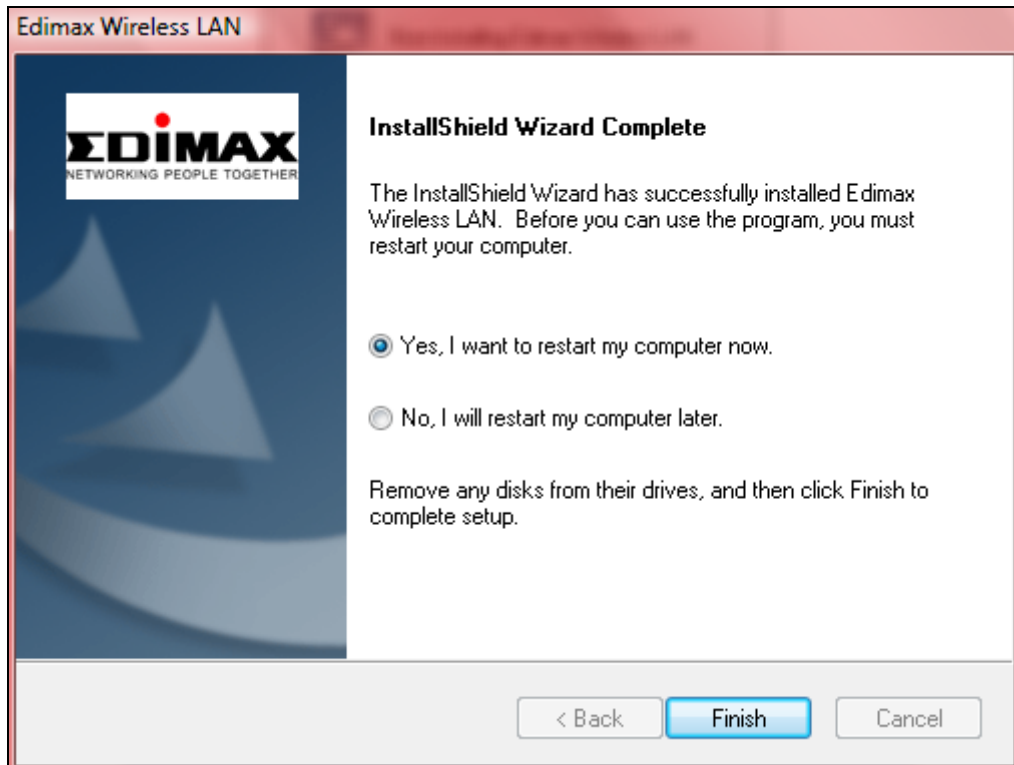 Edimax Wireless LAN
EDIMAX
NETWORKING PEOPLE TOGETHER
InstallShield Wizard Complete
The InstallShield Wizard has successfully installed Edimax
Wireless LAN.  Before you can use the program, you must
restart your computer.
Yes, I want to restart my computer now.
No, I will restart my computer later.
Remove any disks from their drives, and then click Finish to
complete setup.
< Back
Finish
Cancel